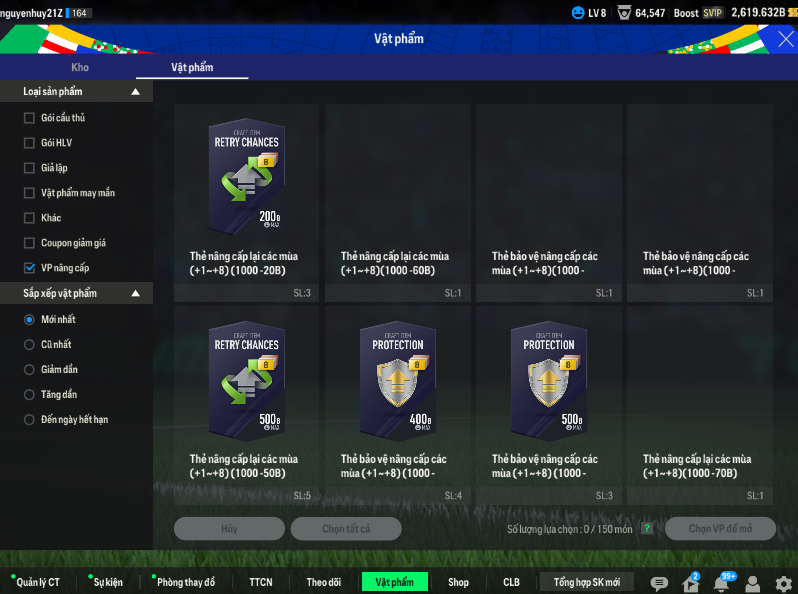 nguyenhuy21Z 164
LV 8 64,547 Boost SVIP 2,619.632B
Vật phẩm
Kho Vật phẩm
Loại sản phẩm
Gói cầu thủ
Gói HLV
Giả lập
Vật phẩm may mắn
Khác
Coupon giảm giá
VP nâng cấp
Sắp xếp vật phẩm
Mới nhất
Cũ nhất
Giảm dần
Tăng dần
Đến ngày hết hạn
CRAFT ITEM
RETRY CHANCES
8
200B
MAX
Thẻ nâng cấp lại các mùa
(+1~+8) (1000 -20B)
SL:3
Thẻ nâng cấp lại các mùa
(+1~+8)(1000 -60B)
SL:1
Thẻ bảo vệ nâng cấp các
mùa (+1~+8)(1000 -
SL:1
Thẻ bảo vệ nâng cấp các
mùa (+1~+8)(1000 -
SL:1
CRAFT ITEM
RETRY CHANCES
8
500B
MAX
Thẻ nâng cấp lại các mùa
(+1~+8) (1000 -50B)
SL:5
CRAFT ITEM
PROTECTION
8
400B
MAX
Thẻ bảo vệ nâng cấp các
mùa (+1~+8) (1000 -
SL:4
CRAFT ITEM
PROTECTION
8
500B
MAX
Thẻ bảo vệ nâng cấp các
mùa (+1~+8)(1000 -
SL:3
Thẻ nâng cấp lại các mùa
(+1~+8)(1000 -70B)
SL:1
Hủy Chọn tất cả Số lượng lựa chọn : 0 / 150 món ? Chọn VP để mở
Quản lý CT Sự kiện Phòng thay đồ TTCN Theo dõi Vật phẩm Shop CLB Tổng hợp SK mới 2 99+